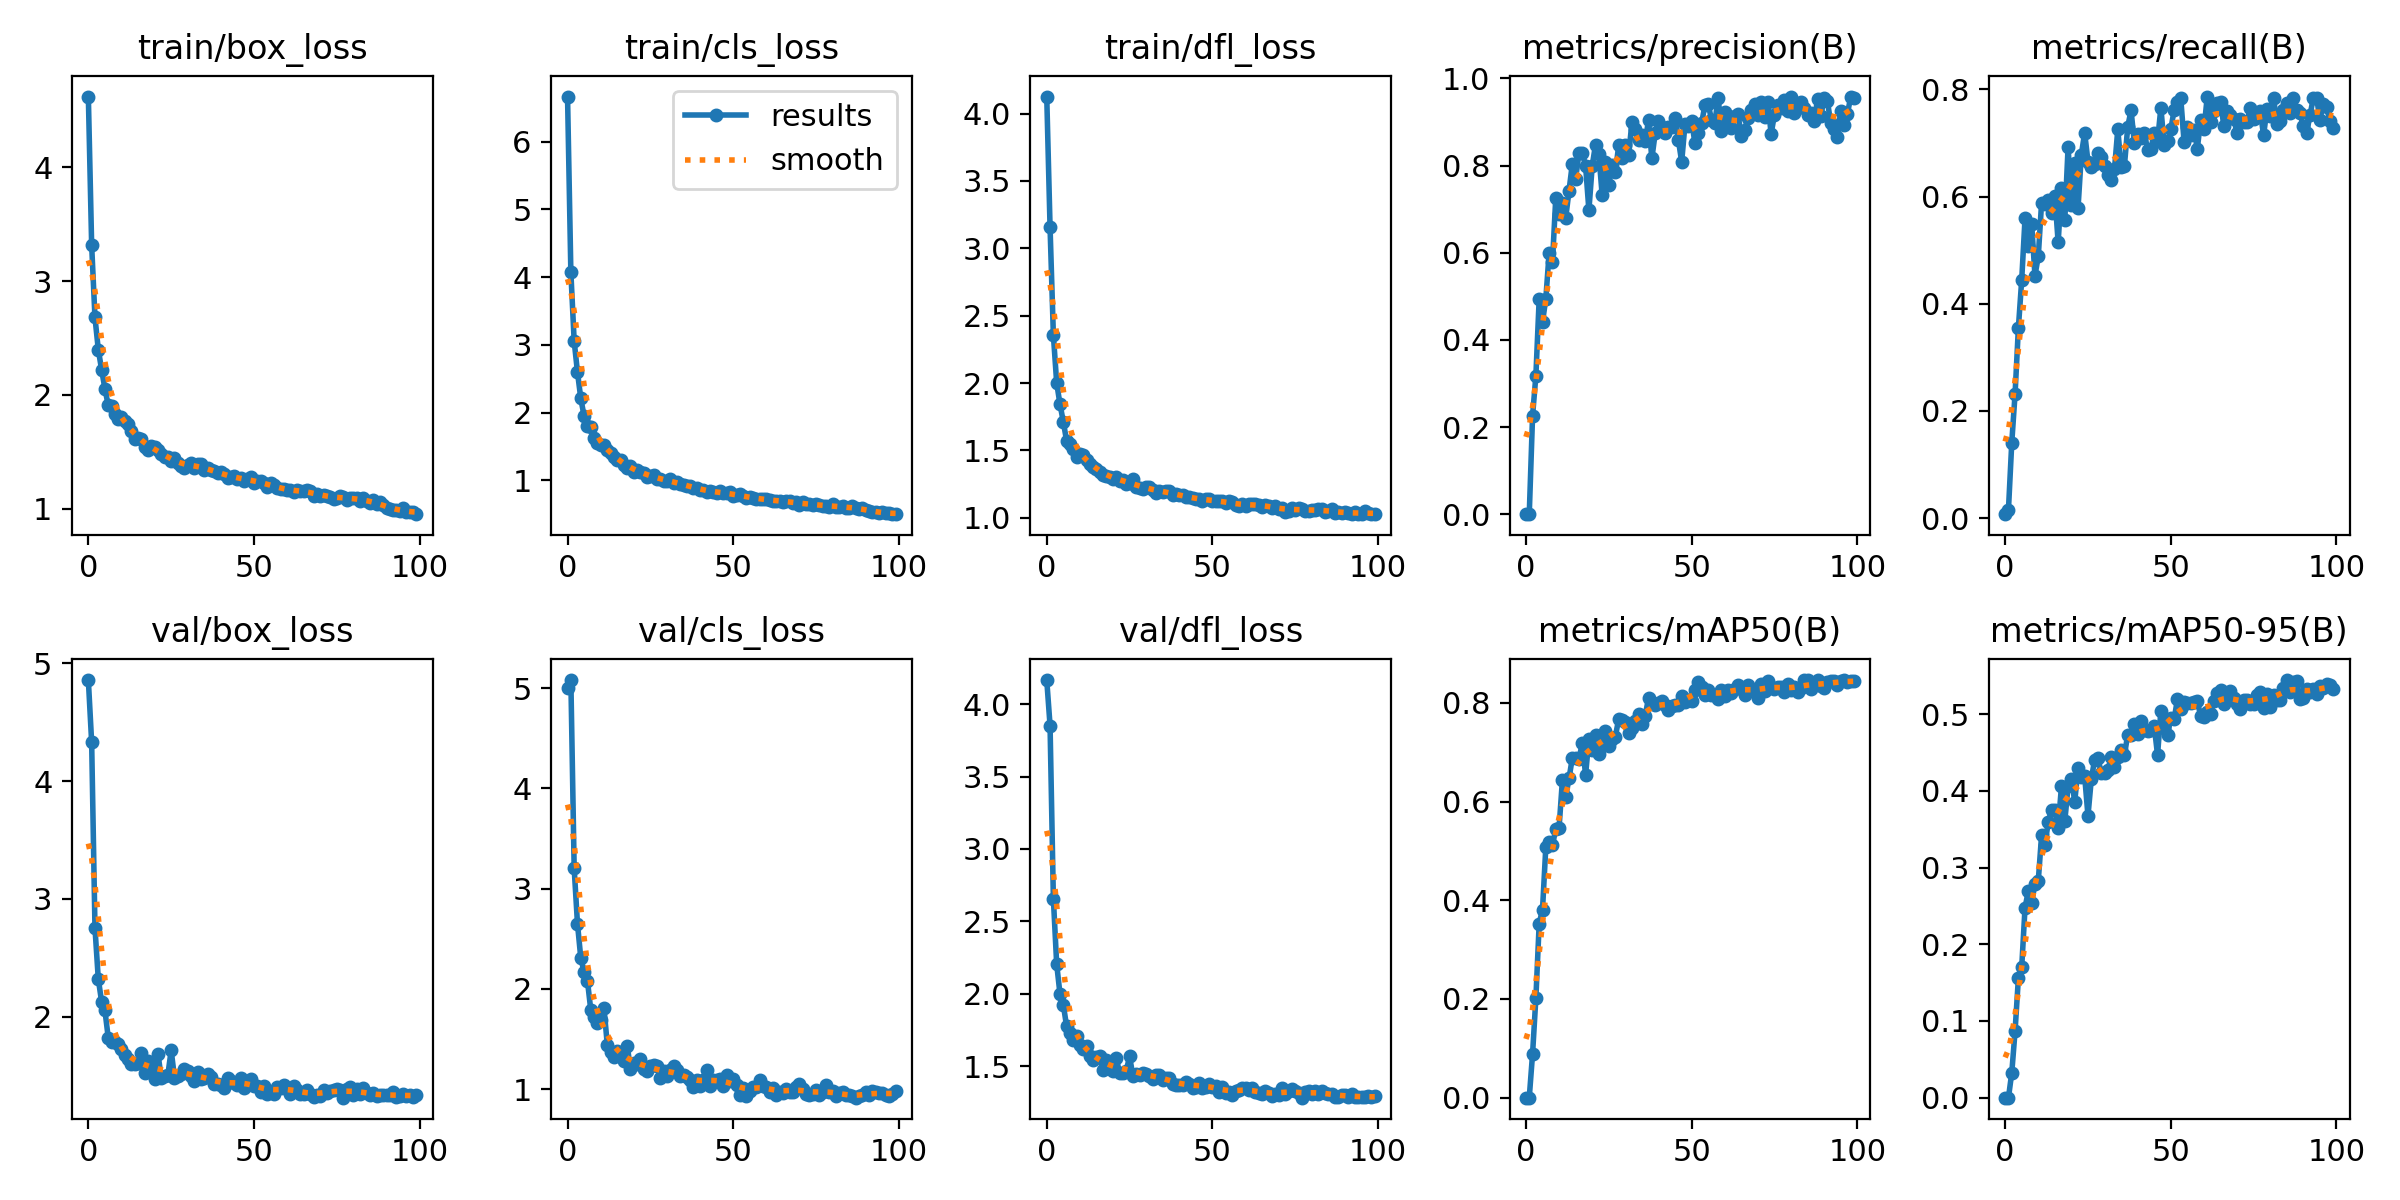 train/box_loss
4
3
2
1
0 50 100
train/cls_loss
results
smooth
6
5
4
3
2
1
0 50 100
train/dfl_loss
4.0
3.5
3.0
2.5
2.0
1.5
1.0
0 50 100
metrics/precision(B)
1.0
0.8
0.6
0.4
0.2
0.0
0 50 100
metrics/recall(B)
0.8
0.6
0.4
0.2
0.0
0 50 100
val/box_loss
5
4
3
2
0 50 100
val/cls_loss
5
4
3
2
1
0 50 100
val/dfl_loss
4.0
3.5
3.0
2.5
2.0
1.5
0 50 100
metrics/mAP50(B)
0.8
0.6
0.4
0.2
0.0
0 50 100
metrics/mAP50-95(B)
0.5
0.4
0.3
0.2
0.1
0.0
0 50 100